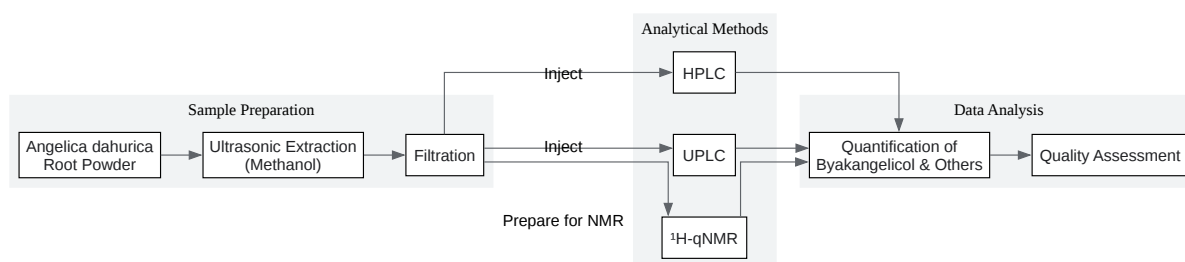 Analytical Methods
Inject
HPLC
Sample Preparation
Data Analysis
Angelica dahurica
Root Powder
Ultrasonic Extraction
(Methanol)
Filtration
Inject
UPLC
Quantification of
Byakangelicol & Others
Quality Assessment
Prepare for NMR
¹H-qNMR